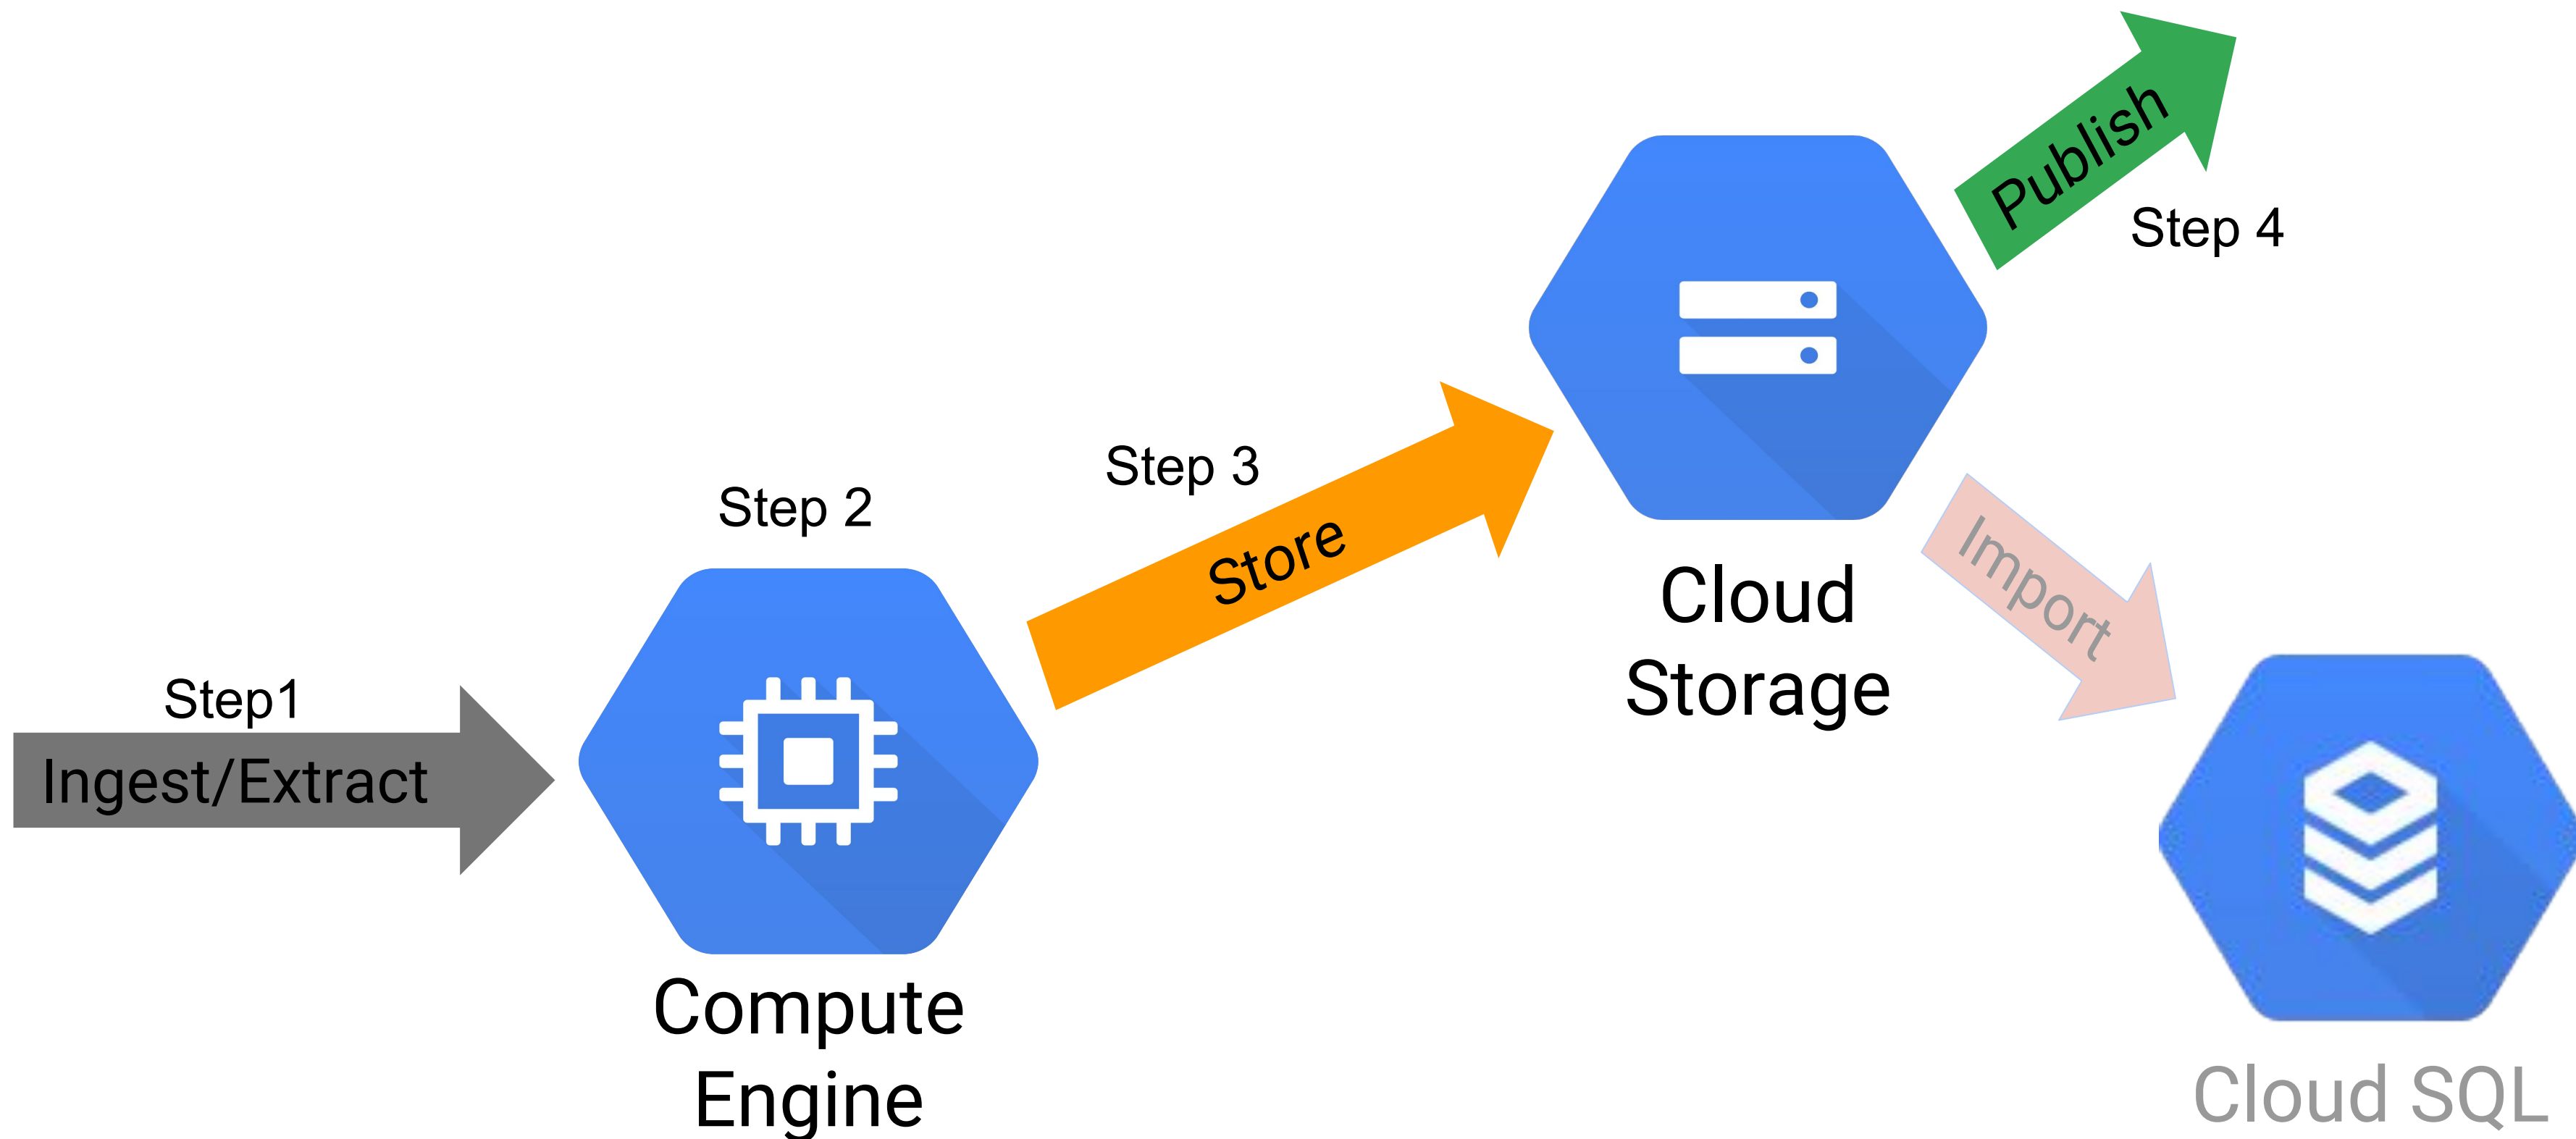 Step1
Ingest/Extract
Step 2
Compute
Engine
Step 3
Store
Cloud
Storage
Publish
Step 4
Import
Cloud SQL